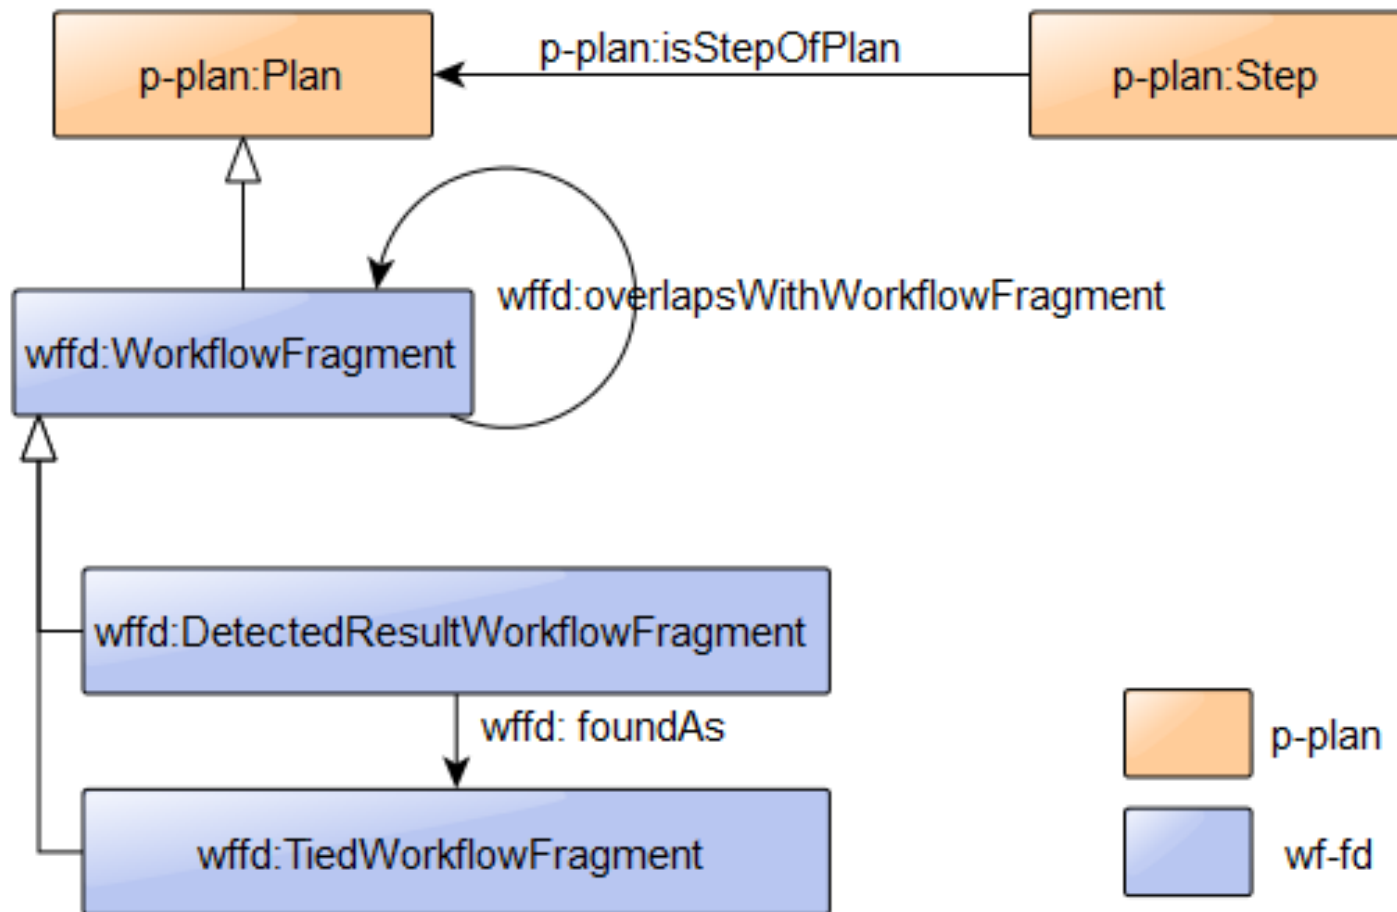 p-plan:Plan
p-plan:isStepOfPlan
p-plan:Step
wffd:overlapsWithWorkflowFragment
wffd:WorkflowFragment
wffd:DetectedResultWorkflowFragment
wffd: foundAs
wffd:TiedWorkflowFragment
p-plan
wf-fd